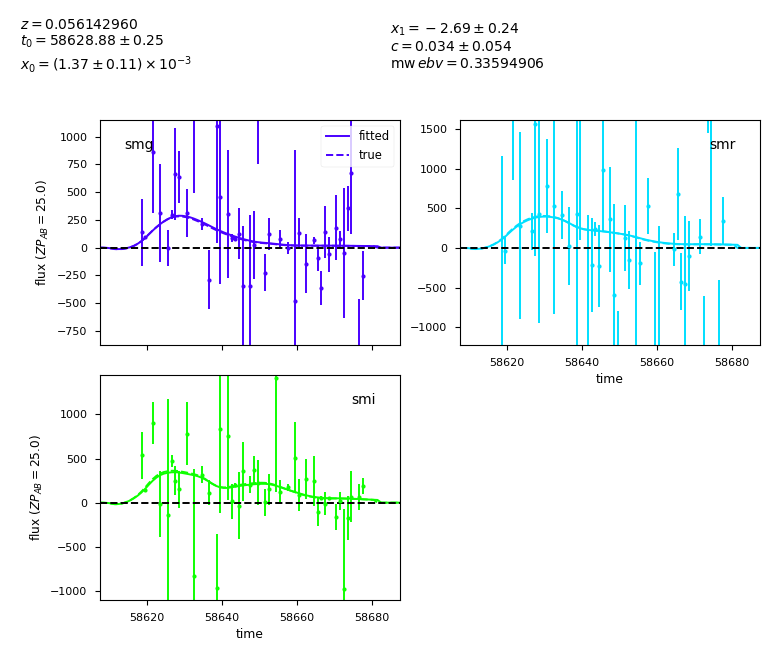 z = 0.056142960
t₀ = 58628.88 ± 0.25
x₀ = (1.37 ± 0.11) × 10⁻³
x₁ = −2.69 ± 0.24
c = 0.034 ± 0.054
mw ebv = 0.33594906
smg
fitted
true
1000
750
500
250
0
−250
−500
−750
flux (ZP_AB = 25.0)
smr
1500
1000
500
0
−500
−1000
58620 58640 58660 58680
time
smi
1000
500
0
−500
−1000
flux (ZP_AB = 25.0)
58620 58640 58660 58680
time